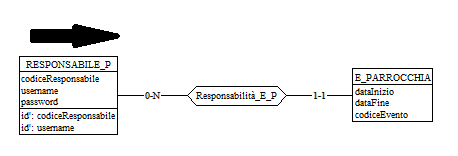 RESPONSABILE_P
codiceResponsabile
username
password
id': codiceResponsabile
id': username
0-N
Responsabilità_E_P
1-1
E_PARROCCHIA
dataInizio
dataFine
codiceEvento